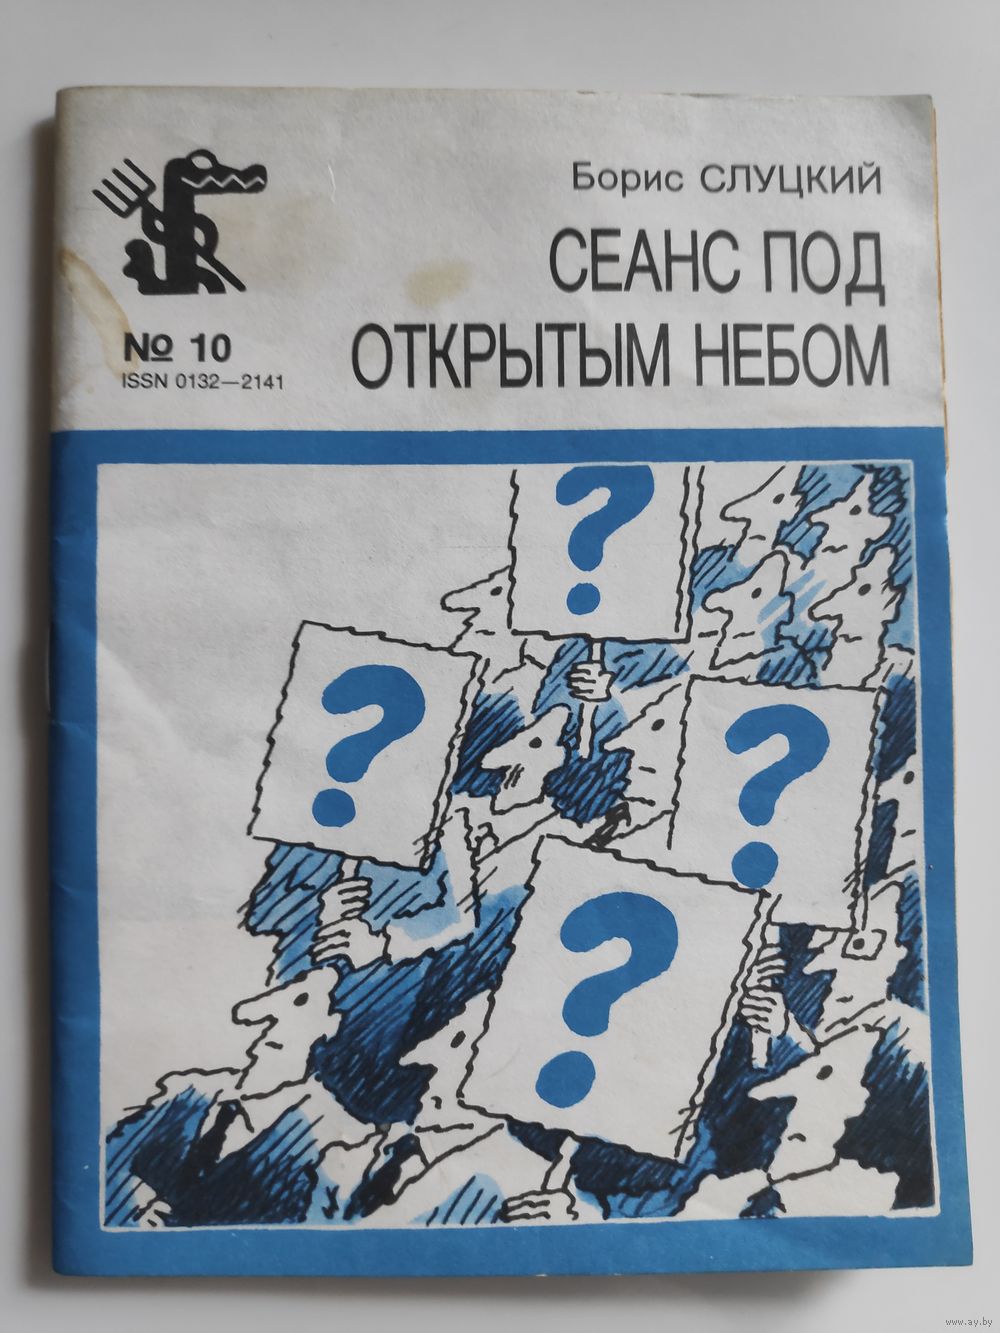 Борис СЛУЦКИЙ
СЕАНС ПОД
ОТКРЫТЫМ НЕБОМ
№ 10
ISSN 0132—2141
?
?
?
?
www.ay.by